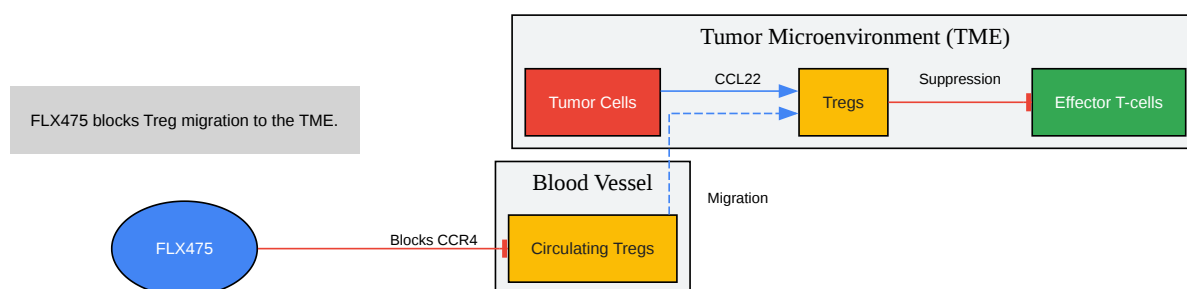 Tumor Microenvironment (TME)
CCL22
Suppression
Tumor Cells
Tregs
Effector T-cells
FLX475 blocks Treg migration to the TME.
Blood Vessel
Migration
Blocks CCR4
FLX475
Circulating Tregs